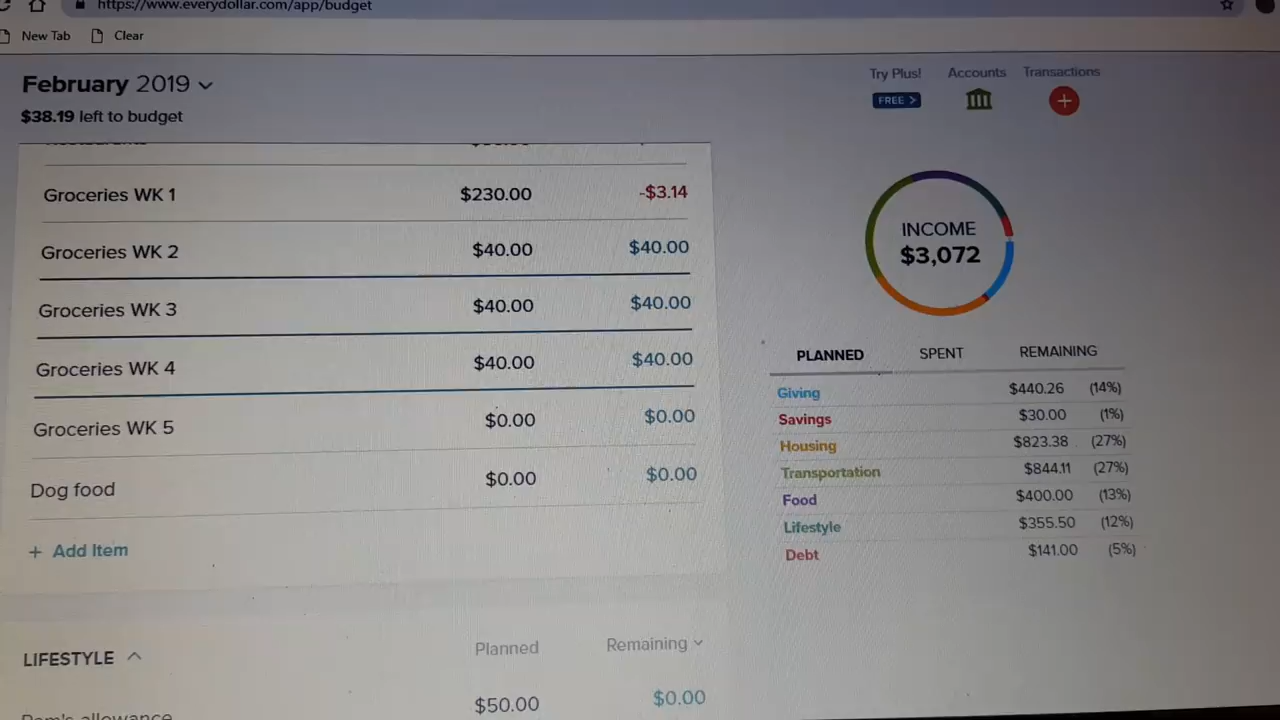 https://www.everydollar.com/app/budget
New Tab Clear
February 2019
$38.19 left to budget
Try Plus! Accounts Transactions
FREE >
Groceries WK 1 $230.00 -$3.14
Groceries WK 2 $40.00 $40.00
Groceries WK 3 $40.00 $40.00
Groceries WK 4 $40.00 $40.00
Groceries WK 5 $0.00 $0.00
Dog food $0.00 $0.00
+ Add Item
LIFESTYLE Planned Remaining
$50.00 $0.00
INCOME
$3,072
PLANNED SPENT REMAINING
Giving $440.26 (14%)
Savings $30.00 (1%)
Housing $823.38 (27%)
Transportation $844.11 (27%)
Food $400.00 (13%)
Lifestyle $355.50 (12%)
Debt $141.00 (5%)